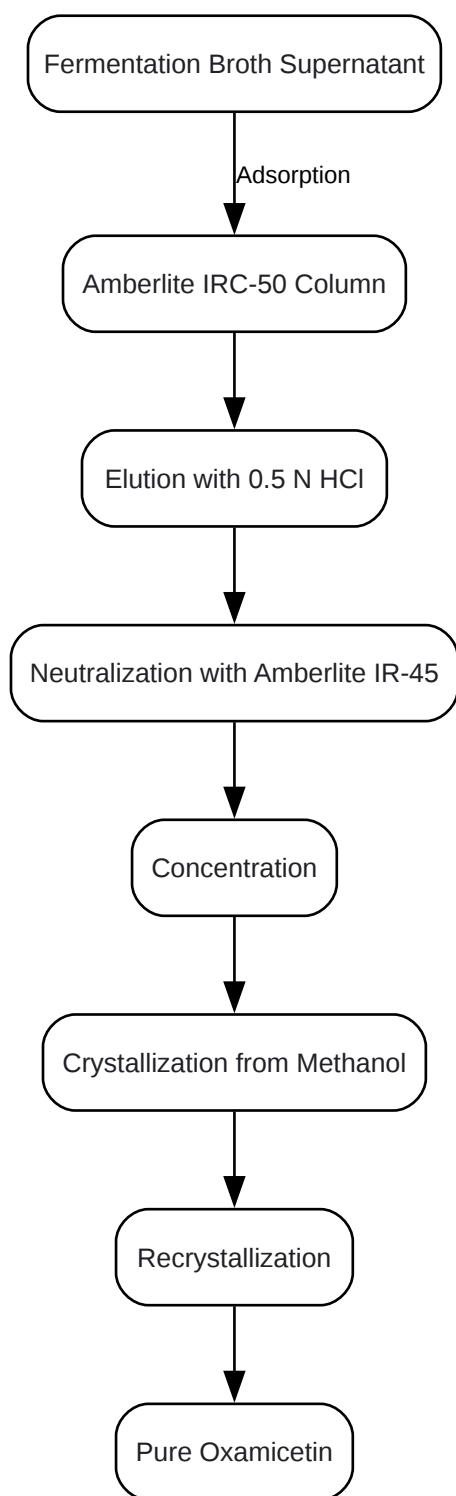 Fermentation Broth Supernatant
Adsorption
Amberlite IRC-50 Column
Elution with 0.5 N HCl
Neutralization with Amberlite IR-45
Concentration
Crystallization from Methanol
Recrystallization
Pure Oxamicetin